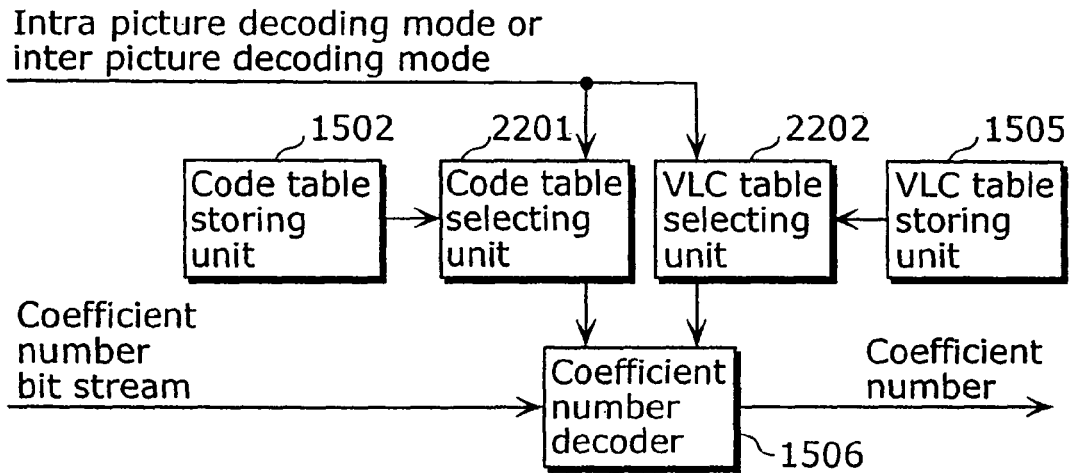 Intra picture decoding mode or
inter picture decoding mode
1502
2201
2202
1505
Code table
storing
unit
Code table
selecting
unit
VLC table
selecting
unit
VLC table
storing
unit
Coefficient
number
bit stream
Coefficient
number
decoder
Coefficient
number
1506